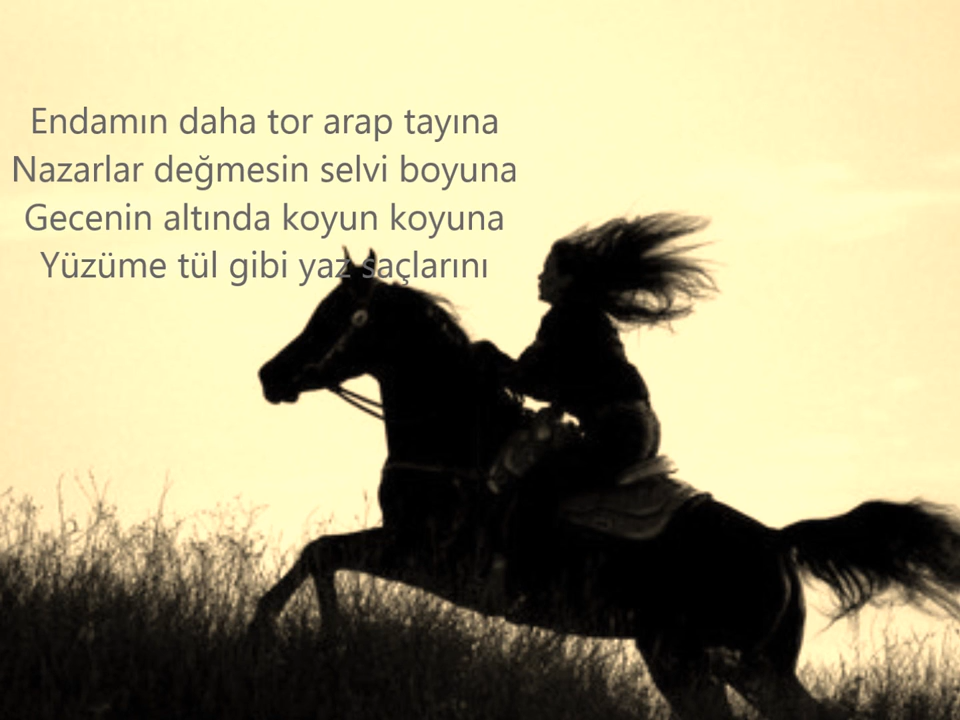 Endamın daha tor arap tayına
Nazarlar değmesin selvi boyuna
Gecenin altında koyun koyuna
Yüzüme tül gibi yaz saçlarını